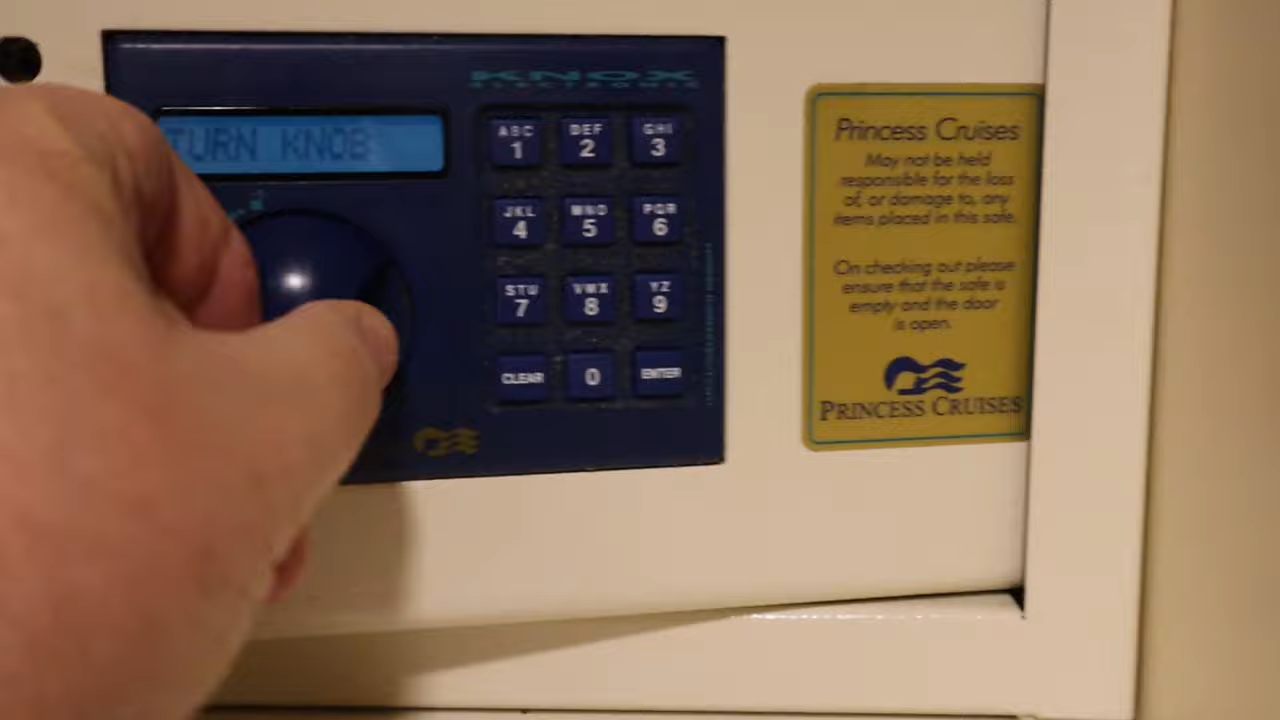 KNOX
ELECTRONIC
TURN KNOB
ABC
1
DEF
2
GHI
3
JKL
4
MNO
5
PQR
6
STU
7
VWX
8
YZ
9
CLEAR
0
ENTER
Princess Cruises
May not be held
responsible for the loss
of, or damage to, any
items placed in this safe.
On checking out please
ensure that the safe is
empty and the door
is open.
PRINCESS CRUISES